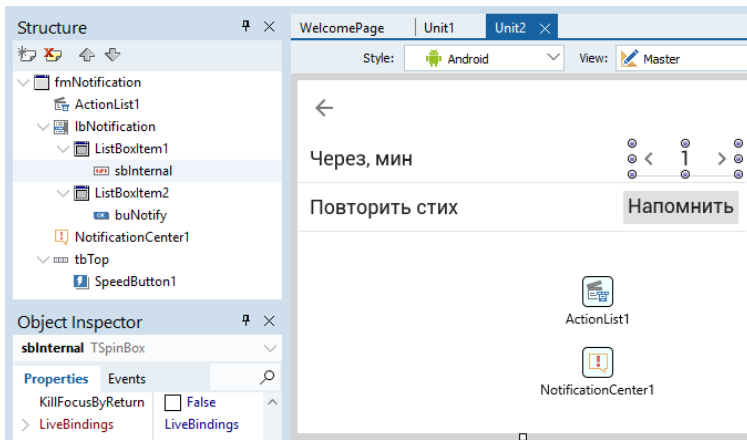 Structure
fmNotification
ActionList1
lbNotification
ListBoxItem1
sbInternal
ListBoxItem2
buNotify
NotificationCenter1
tbTop
SpeedButton1
Object Inspector
sbInternal TSpinBox
Properties Events
KillFocusByReturn False
LiveBindings LiveBindings
WelcomePage Unit1 Unit2
Style: Android View: Master
Через, мин 1
Повторить стих Напомнить
ActionList1
NotificationCenter1